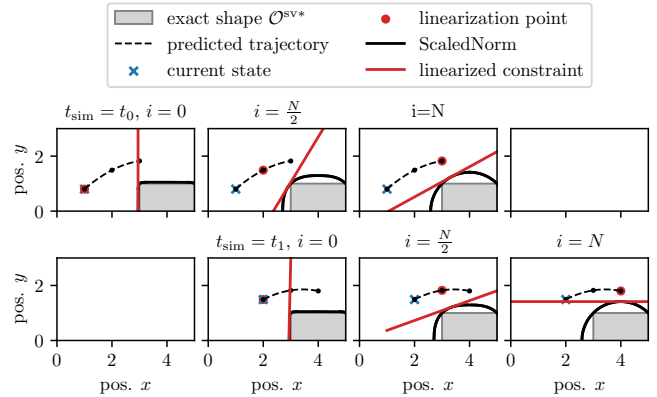 exact shape 𝒪^{sv*}
linearization point
predicted trajectory
ScaledNorm
current state
linearized constraint
t_sim = t_0, i = 0
i = N/2
i=N
pos. y
2
0
t_sim = t_1, i = 0
i = N/2
i = N
pos. y
2
0
0 2 4
0 2 4
0 2 4
0 2 4
pos. x
pos. x
pos. x
pos. x